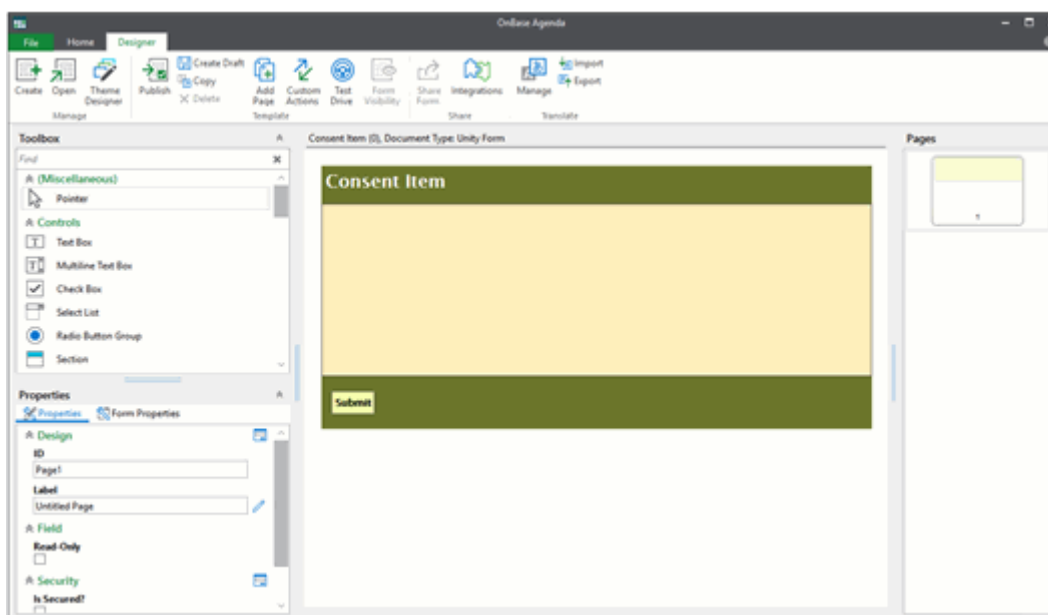 OnBase Agenda
File Home Designer
Create Open Theme Designer Publish Create Draft Copy Delete Add Page Custom Actions Test Drive Form Visibility Share Form Integrations Manage Import Export
Manage Template Share Translate
Toolbox
Find
(Miscellaneous)
Pointer
Controls
Text Box
Multiline Text Box
Check Box
Select List
Radio Button Group
Section
Properties
Properties Form Properties
Design
ID
Page1
Label
Untitled Page
Field
Read-Only
Security
Is Secured?
Consent Item (0), Document Type: Unity Form
Consent Item
Submit
Pages
1